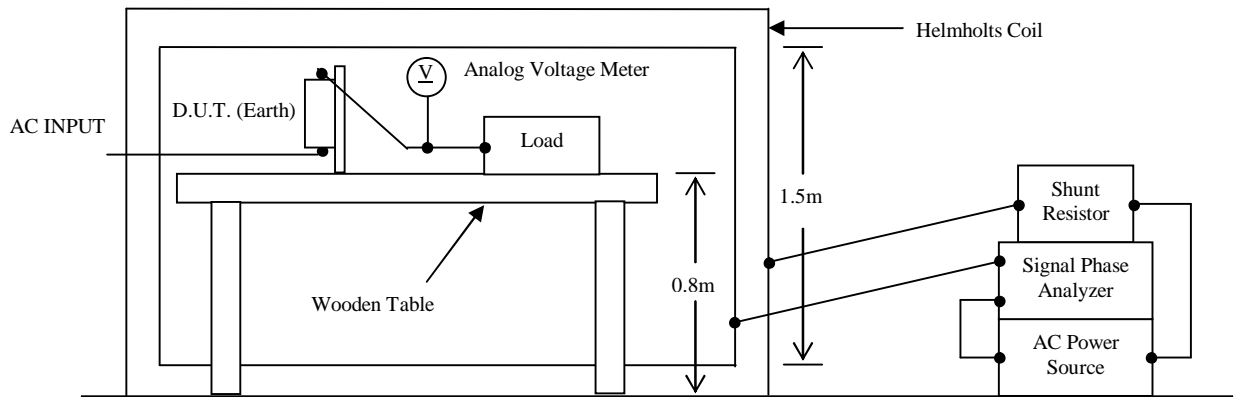 Helmholts Coil
V
Analog Voltage Meter
D.U.T. (Earth)
AC INPUT
Load
1.5m
Shunt
Resistor
0.8m
Signal Phase
Analyzer
Wooden Table
AC Power
Source